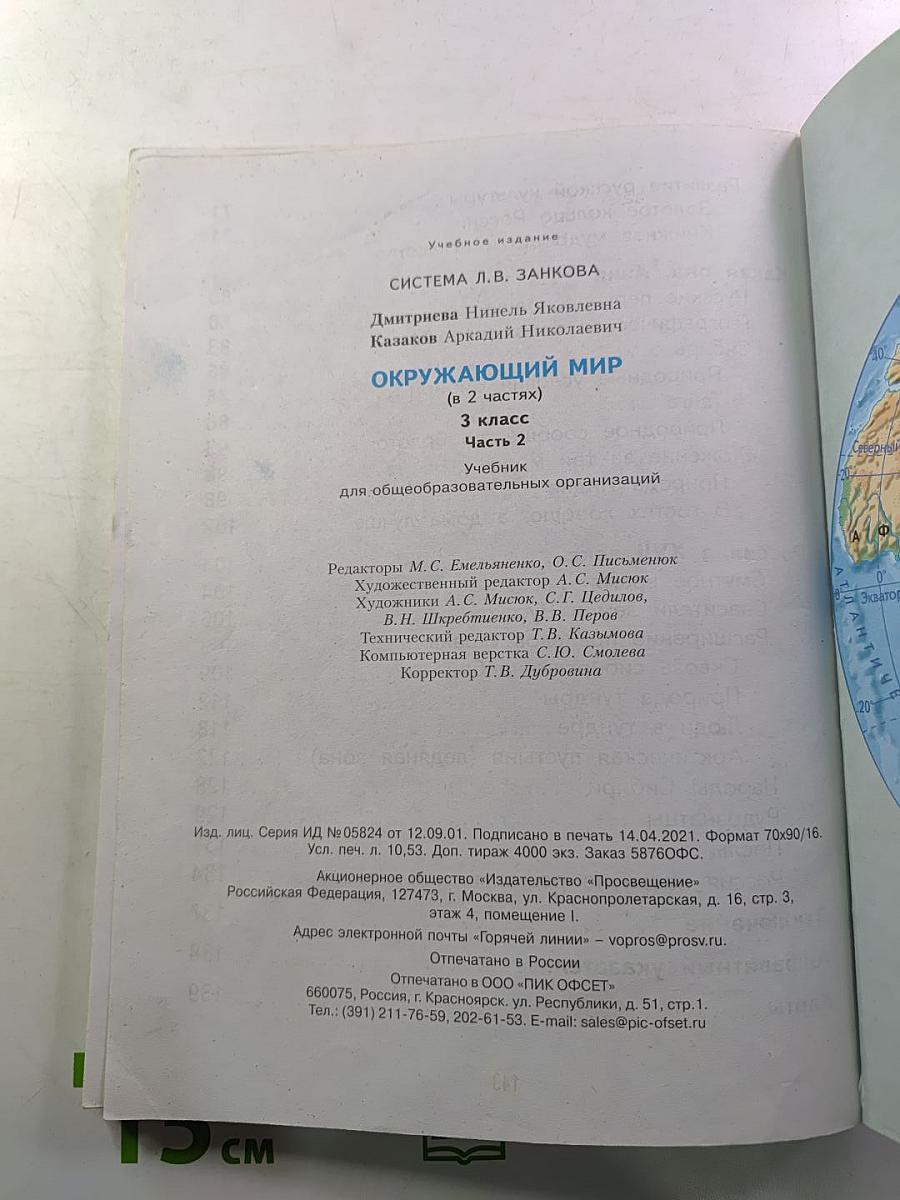 Учебное издание
СИСТЕМА Л.В. ЗАНКОВА
Дмитриева Нинель Яковлевна
Казаков Аркадий Николаевич
ОКРУЖАЮЩИЙ МИР
(в 2 частях)
3 класс
Часть 2
Учебник
для общеобразовательных организаций
Редакторы М. С. Емельяненко, О. С. Письменюк
Художественный редактор А. С. Мисюк
Художники А. С. Мисюк, С. Г. Цедилов,
В. Н. Шкребтиенко, В. В. Перов
Технический редактор Т. В. Казымова
Компьютерная верстка С. Ю. Смолева
Корректор Т. В. Дубровина
Изд. лиц. Серия ИД № 05824 от 12.09.01. Подписано в печать 14.04.2021. Формат 70х90/16.
Усл. печ. л. 10,53. Доп. тираж 4000 экз. Заказ 5876ОФС.
Акционерное общество «Издательство «Просвещение»
Российская Федерация, 127473, г. Москва, ул. Краснопролетарская, д. 16, стр. 3,
этаж 4, помещение I.
Адрес электронной почты «Горячей линии» – vopros@prosv.ru.
Отпечатано в России
Отпечатано в ООО «ПИК ОФСЕТ»
660075, Россия, г. Красноярск. ул. Республики, д. 51, стр.1.
Тел.: (391) 211-76-59, 202-61-53. E-mail: sales@pic-ofset.ru
40°
Северный
20°
А Ф
0°
Экватор
АТЛАНТИЧЕ
20°
15 см